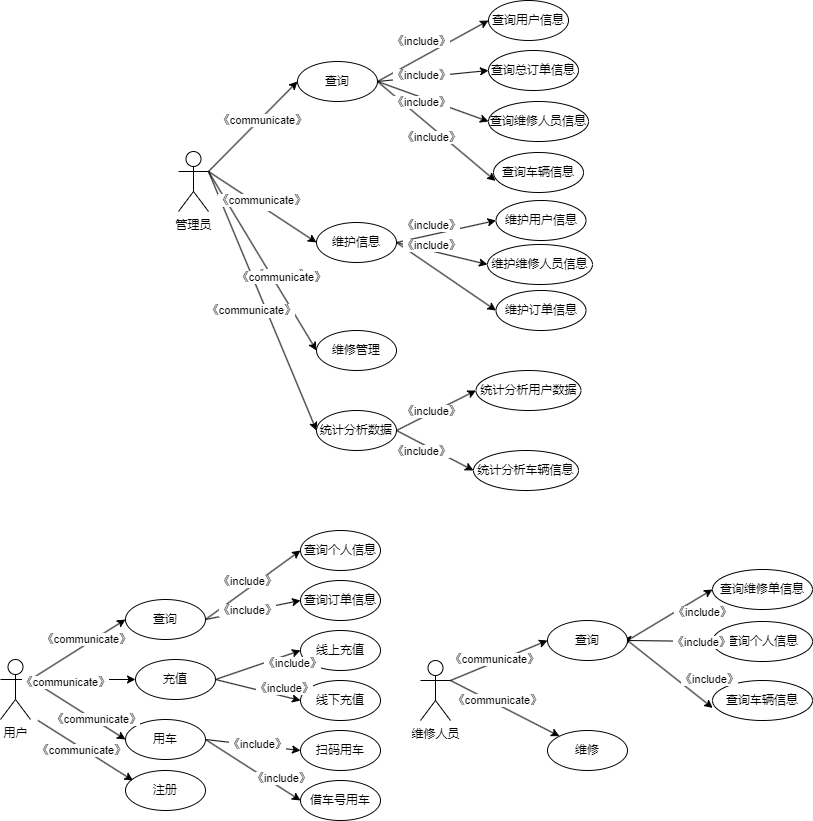 查询用户信息
《include》
查询总订单信息
《include》
查询
《include》
查询维修人员信息
《communicate》
《include》
查询车辆信息
管理员
《communicate》
维护用户信息
《include》
维护信息
《include》
维护维修人员信息
《communicate》
《communicate》
维护订单信息
维修管理
统计分析用户数据
《include》
统计分析数据
《include》
统计分析车辆信息
查询个人信息
《include》
查询订单信息
《include》
查询
《communicate》
线上充值
《include》
充值
《communicate》
《include》
线下充值
《communicate》
用户
用车
《include》
扫码用车
《communicate》
《include》
注册
借车号用车
查询维修单信息
《include》
查询
《include》
查询个人信息
《communicate》
《include》
查询车辆信息
《communicate》
维修人员
维修